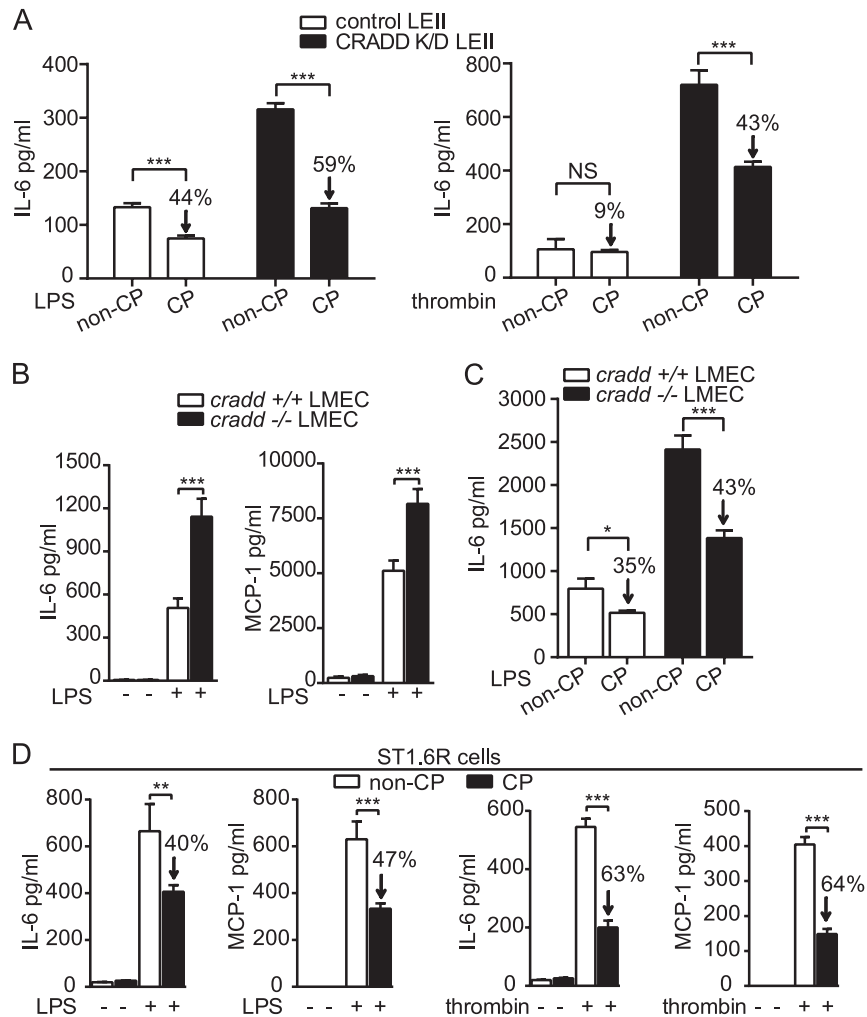 A
control LEII
CRADD K/D LEII
IL-6 pg/ml
400
300
200
100
0
***
44%
***
59%
LPS
non-CP
CP
non-CP
CP
IL-6 pg/ml
800
600
400
200
0
NS
9%
***
43%
thrombin
non-CP
CP
non-CP
CP
B
cradd +/+ LMEC
cradd -/- LMEC
IL-6 pg/ml
1500
1200
900
600
300
0
***
LPS - - + +
MCP-1 pg/ml
10000
7500
5000
2500
0
***
LPS - - + +
C
cradd +/+ LMEC
cradd -/- LMEC
IL-6 pg/ml
3000
2500
2000
1500
1000
500
0
*
35%
***
43%
LPS
non-CP
CP
non-CP
CP
D
ST1.6R cells
non-CP CP
IL-6 pg/ml
800
600
400
200
0
**
40%
LPS - - + +
MCP-1 pg/ml
800
600
400
200
0
***
47%
LPS - - + +
IL-6 pg/ml
600
400
200
0
***
63%
thrombin - - + +
MCP-1 pg/ml
500
400
300
200
150
0
***
64%
thrombin - - + +